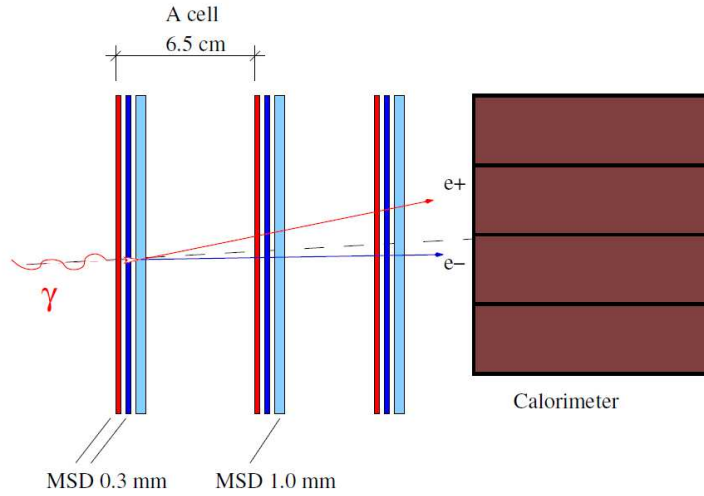 A cell
6.5 cm
e+
e−
γ
Calorimeter
MSD 0.3 mm
MSD 1.0 mm